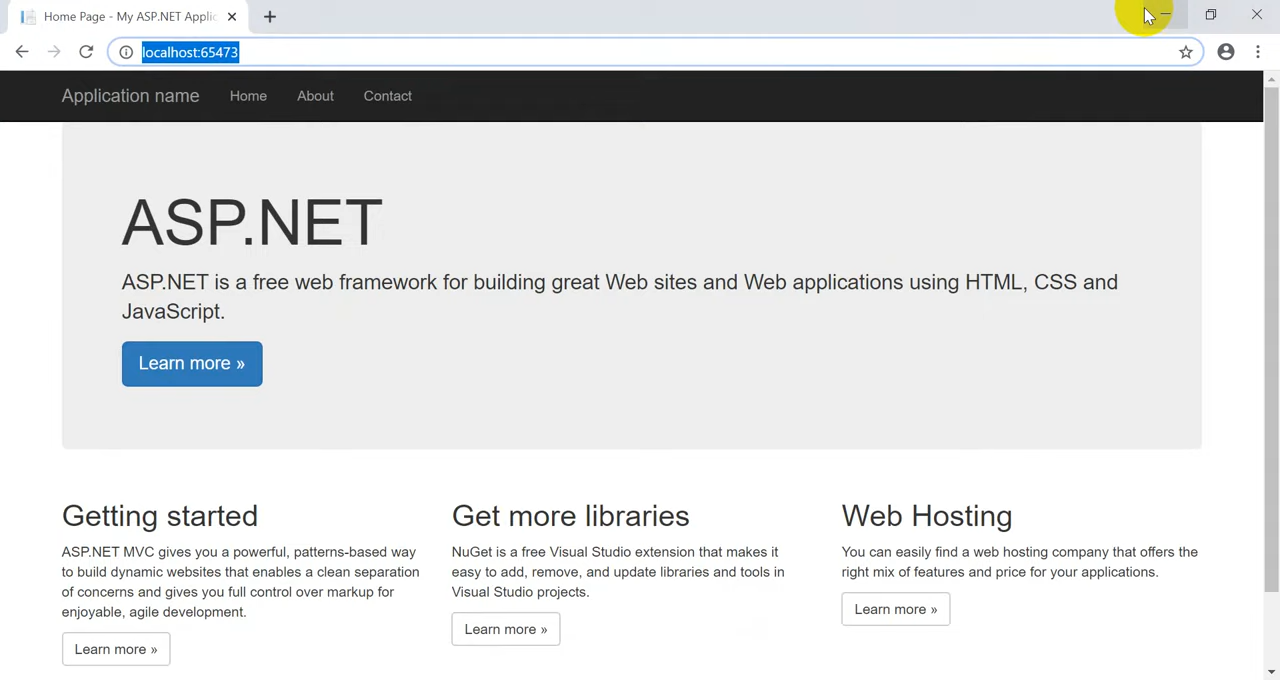 Home Page - My ASP.NET Applic
localhost:65473
Application name
Home
About
Contact
ASP.NET
ASP.NET is a free web framework for building great Web sites and Web applications using HTML, CSS and
JavaScript.
Learn more »
Getting started
ASP.NET MVC gives you a powerful, patterns-based way
to build dynamic websites that enables a clean separation
of concerns and gives you full control over markup for
enjoyable, agile development.
Learn more »
Get more libraries
NuGet is a free Visual Studio extension that makes it
easy to add, remove, and update libraries and tools in
Visual Studio projects.
Learn more »
Web Hosting
You can easily find a web hosting company that offers the
right mix of features and price for your applications.
Learn more »